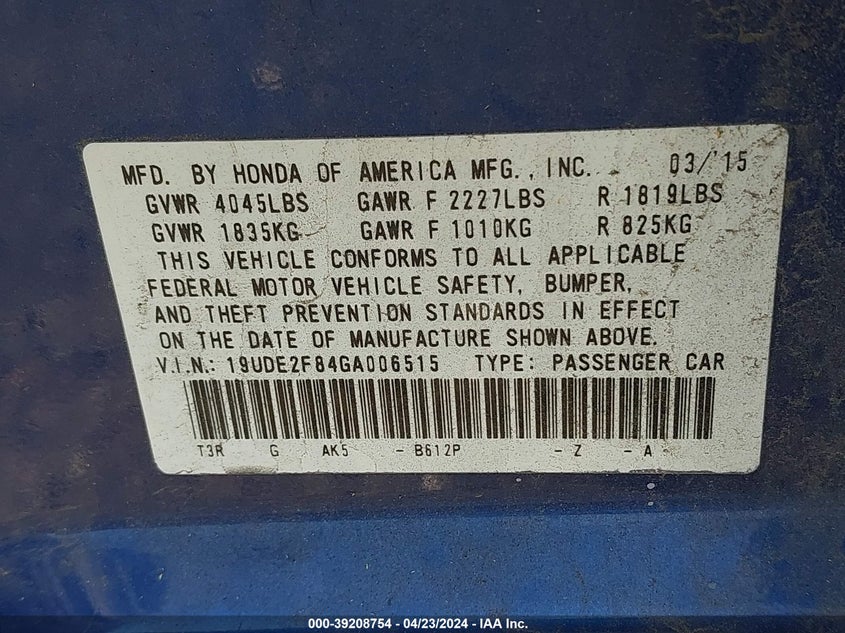 MFD. BY HONDA OF AMERICA MFG., INC. 03/'15
GVWR 4045LBS GAWR F 2227LBS R 1819LBS
GVWR 1835KG GAWR F 1010KG R 825KG
THIS VEHICLE CONFORMS TO ALL APPLICABLE
FEDERAL MOTOR VEHICLE SAFETY, BUMPER,
AND THEFT PREVENTION STANDARDS IN EFFECT
ON THE DATE OF MANUFACTURE SHOWN ABOVE.
V.I.N.: 19UDE2F84GA006515 TYPE: PASSENGER CAR
T3R G AK5 - B612P - Z - A -
000-39208754 - 04/23/2024 - IAA Inc.